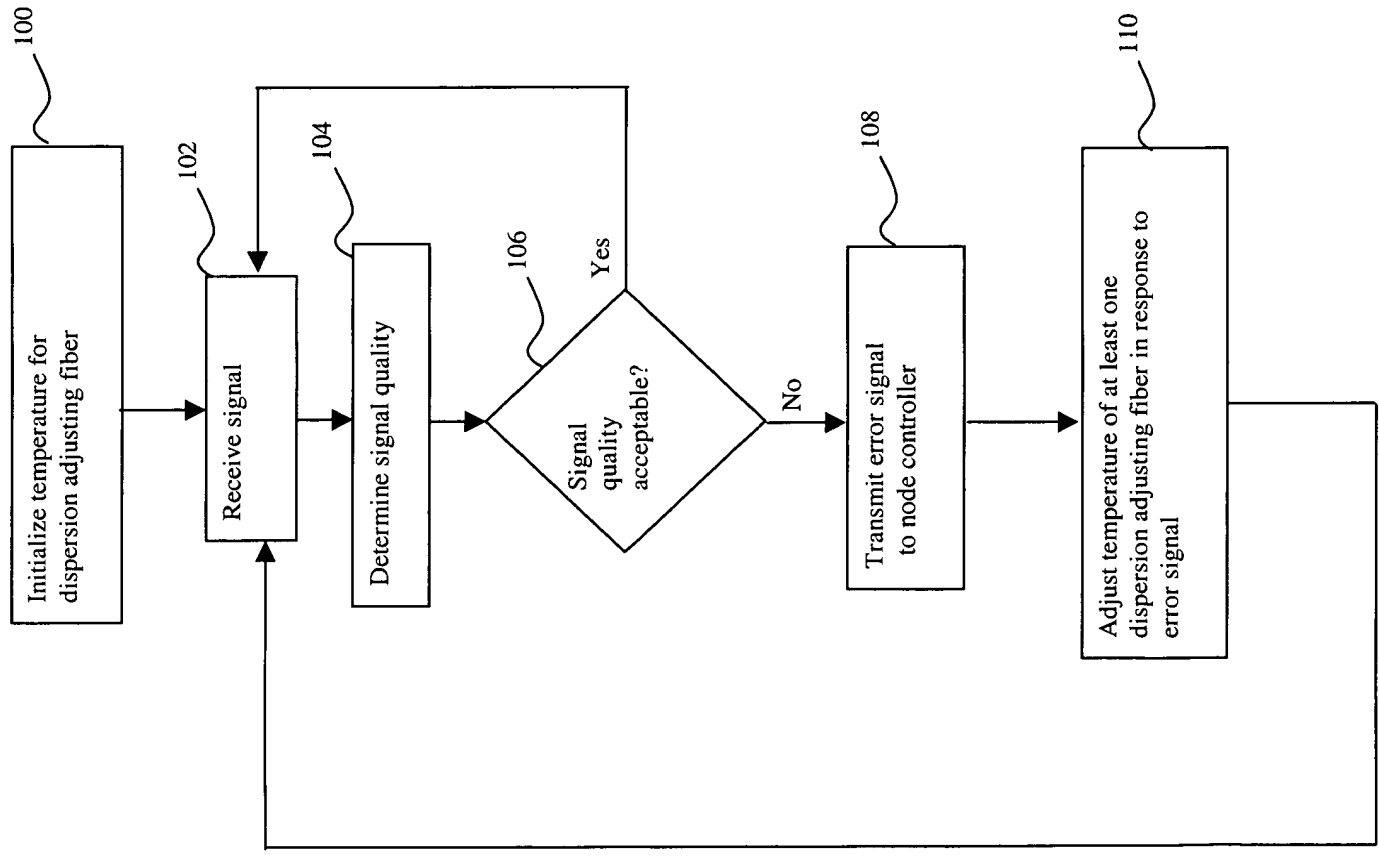 100
Initialize temperature for
dispersion adjusting fiber
102
Receive signal
104
Determine signal quality
106
Signal
quality
acceptable?
Yes
No
108
Transmit error signal
to node controller
110
Adjust temperature of at least one
dispersion adjusting fiber in response to
error signal